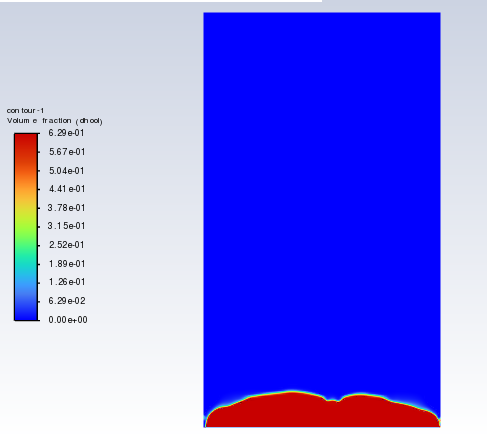 contour-1
Volume fraction (dhool)
6.29e-01
5.67e-01
5.04e-01
4.41e-01
3.78e-01
3.15e-01
2.52e-01
1.89e-01
1.26e-01
6.29e-02
0.00e+00